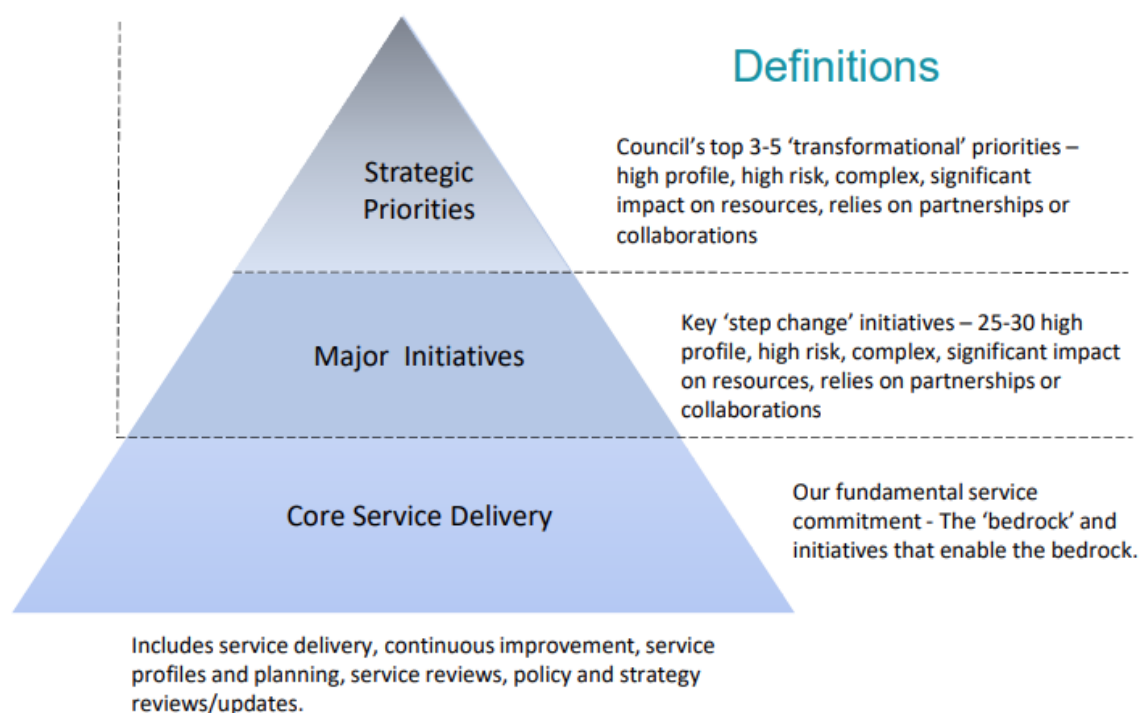 Definitions
Strategic
Priorities
Council's top 3-5 ‘transformational’ priorities –
high profile, high risk, complex, significant
impact on resources, relies on partnerships or
collaborations
Major Initiatives
Key ‘step change’ initiatives – 25-30 high
profile, high risk, complex, significant impact
on resources, relies on partnerships or
collaborations
Core Service Delivery
Our fundamental service
commitment - The ‘bedrock’ and
initiatives that enable the bedrock.
Includes service delivery, continuous improvement, service
profiles and planning, service reviews, policy and strategy
reviews/updates.